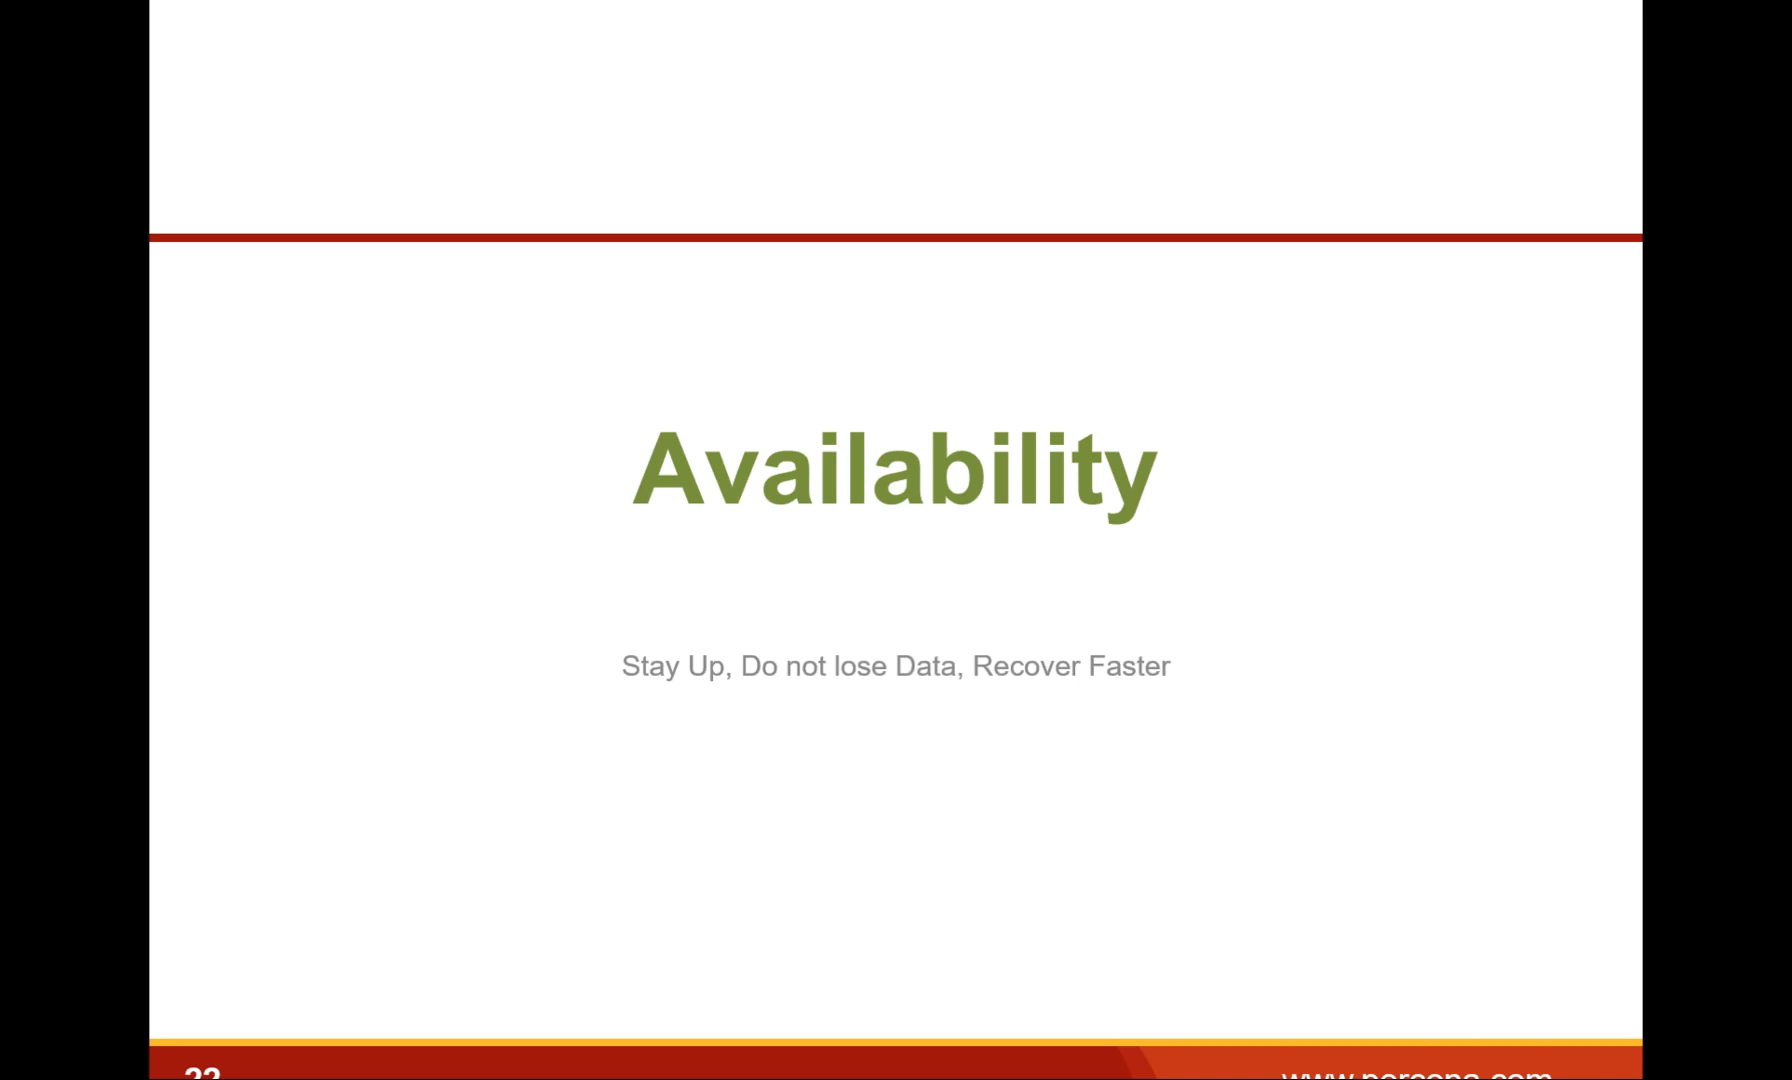 Availability
Stay Up, Do not lose Data, Recover Faster
www.percona.com